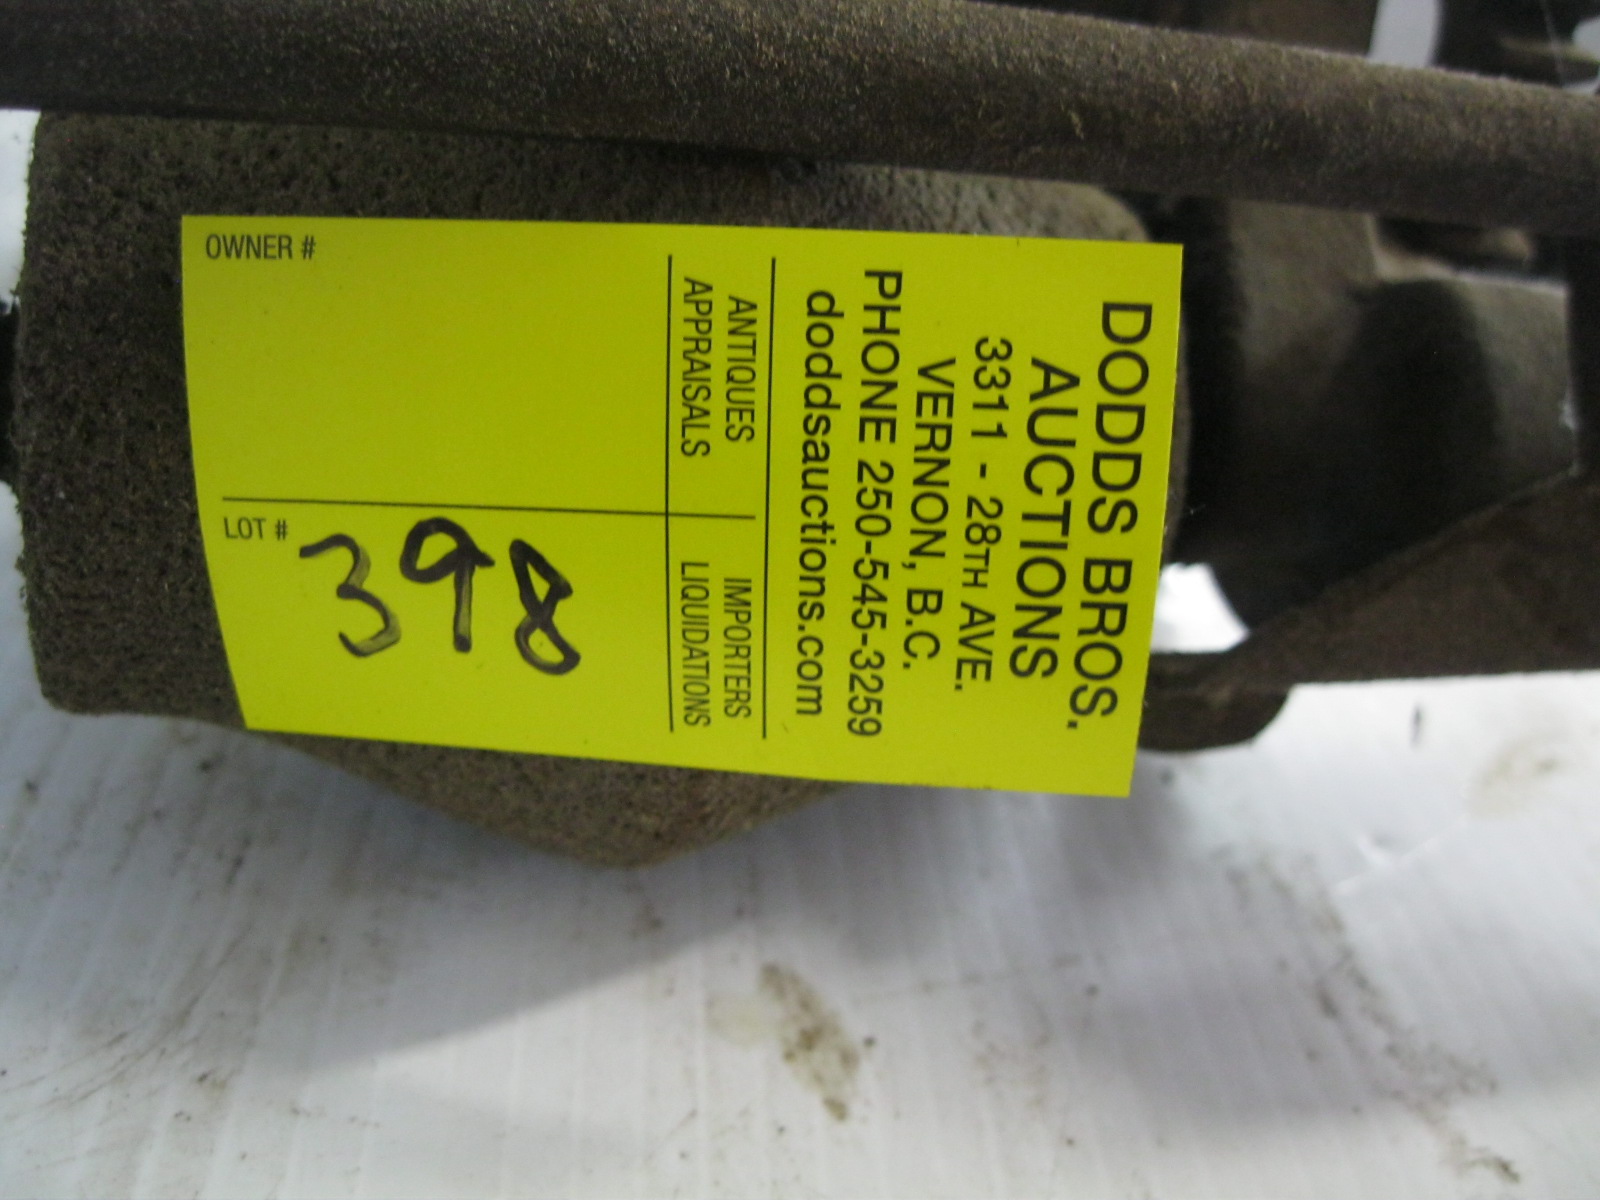 DODDS BROS.
AUCTIONS
3311 - 28TH AVE.
VERNON, B.C.
PHONE 250-545-3259
doddsauctions.com
ANTIQUES
APPRAISALS
IMPORTERS
LIQUIDATIONS
OWNER #
LOT #
398